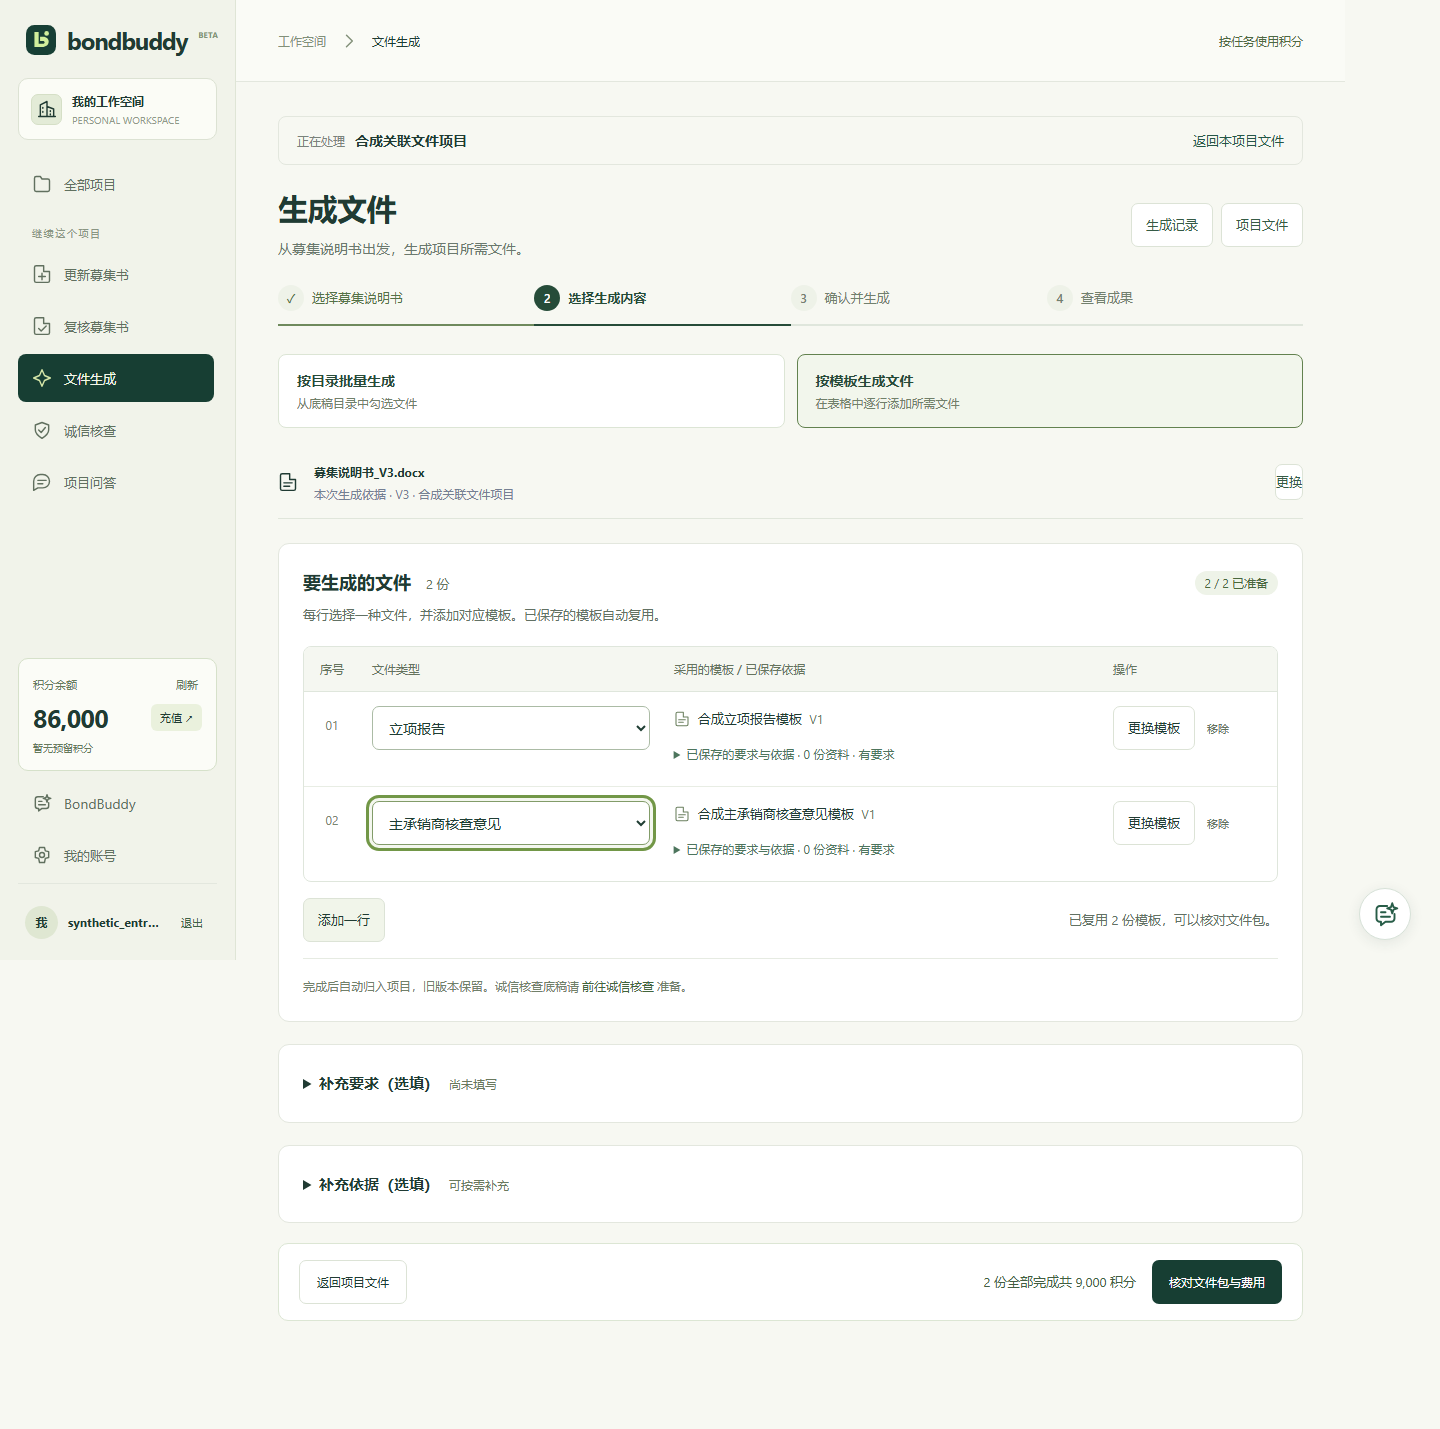 bondbuddy BETA
我的工作空间
PERSONAL WORKSPACE
全部项目
继续这个项目
更新募集书
复核募集书
文件生成
诚信核查
项目问答
积分余额 刷新
86,000 充值 ↗
暂无预留积分
BondBuddy
我的账号
我 synthetic_entr... 退出
工作空间 > 文件生成 按任务使用积分
正在处理 合成关联文件项目 返回本项目文件
生成文件
从募集说明书出发，生成项目所需文件。
生成记录 项目文件
✓ 选择募集说明书 2 选择生成内容 3 确认并生成 4 查看成果
按目录批量生成
从底稿目录中勾选文件
按模板生成文件
在表格中逐行添加所需文件
募集说明书_V3.docx
本次生成依据 · V3 · 合成关联文件项目
更换
要生成的文件 2 份 2 / 2 已准备
每行选择一种文件，并添加对应模板。已保存的模板自动复用。
序号 文件类型 采用的模板 / 已保存依据 操作
01 立项报告 合成立项报告模板 V1 更换模板 移除
▶ 已保存的要求与依据 · 0 份资料 · 有要求
02 主承销商核查意见 合成主承销商核查意见模板 V1 更换模板 移除
▶ 已保存的要求与依据 · 0 份资料 · 有要求
添加一行 已复用 2 份模板，可以核对文件包。
完成后自动归入项目，旧版本保留。诚信核查底稿请 前往诚信核查 准备。
▶ 补充要求（选填） 尚未填写
▶ 补充依据（选填） 可按需补充
返回项目文件 2 份全部完成共 9,000 积分 核对文件包与费用